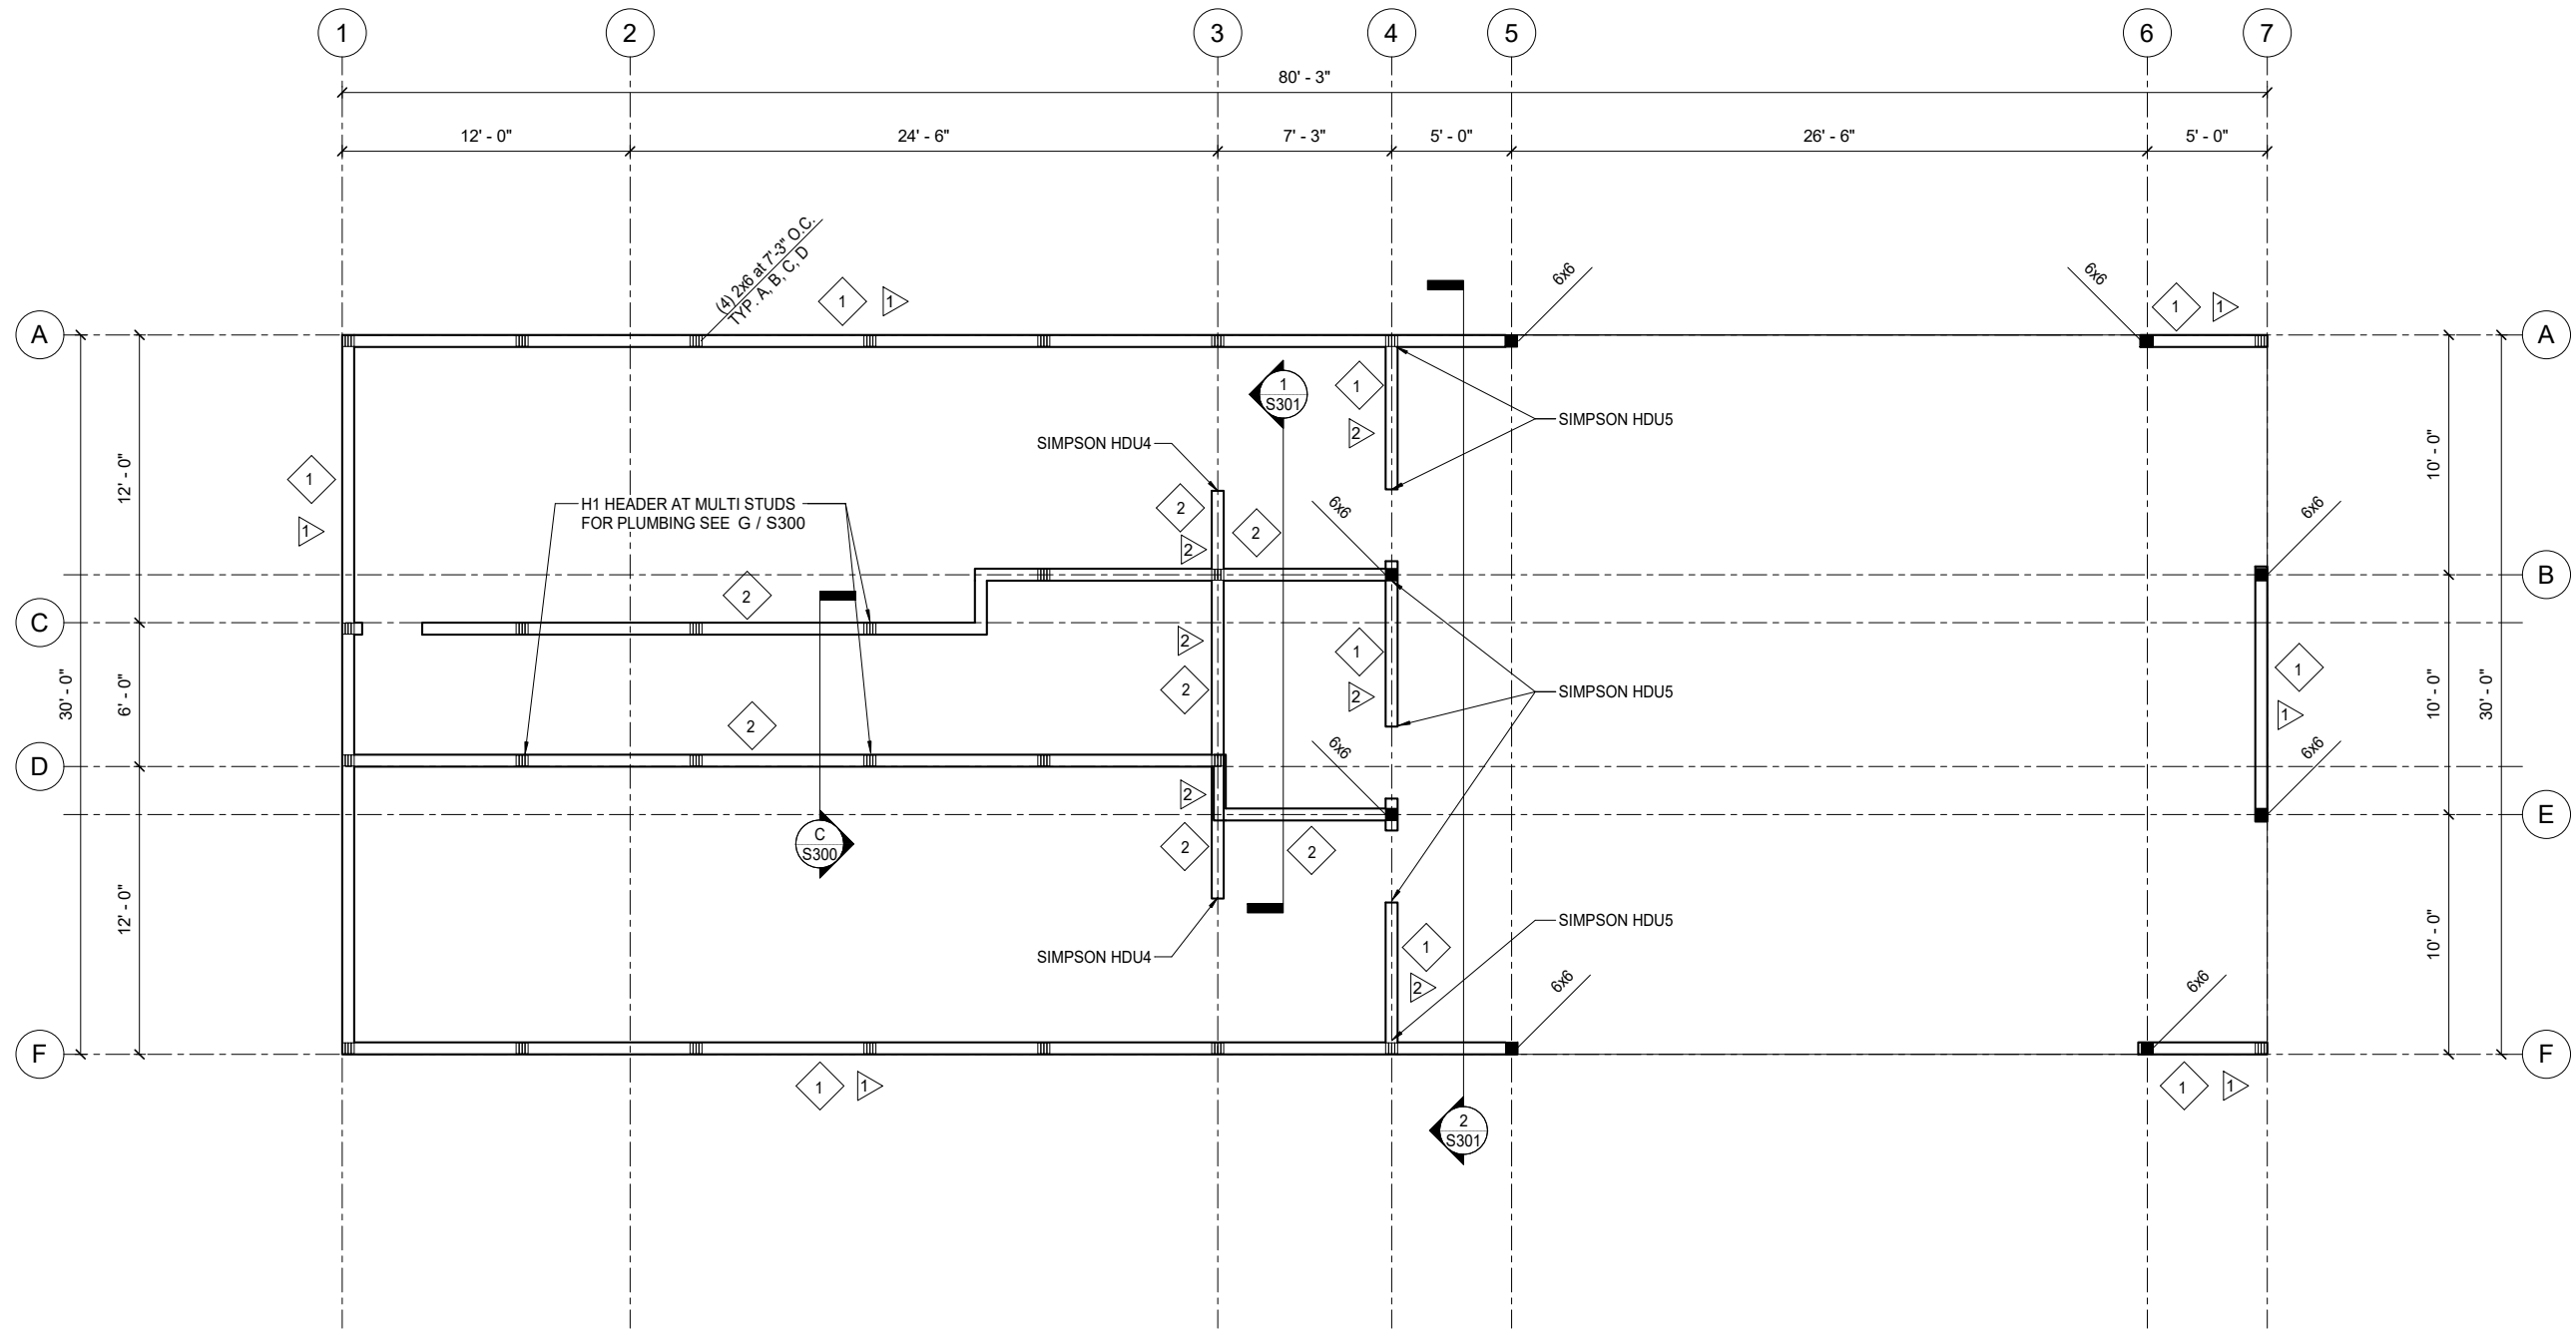 1 2 3 4 5 6 7
80' - 3"
12' - 0" 24' - 6" 7' - 3" 5' - 0" 26' - 6" 5' - 0"
(4) 2x6 at 7'-3" O.C.
TYP. A, B, C, D
1 1
6x6
6x6
1 1
A
A
1
S301
1
2
SIMPSON HDU5
SIMPSON HDU4
12' - 0"
10' - 0"
1
1
H1 HEADER AT MULTI STUDS
FOR PLUMBING SEE G / S300
2
2
2
6x6
6x6
B
2
C
2
1
2
2
1
2
SIMPSON HDU5
30' - 0"
6' - 0"
10' - 0"
30' - 0"
1
1
2
6x6
6x6
D
2
E
C
S300
2
2
12' - 0"
10' - 0"
SIMPSON HDU5
1
2
SIMPSON HDU4
6x6
6x6
F
F
1 1
1 1
2
S301